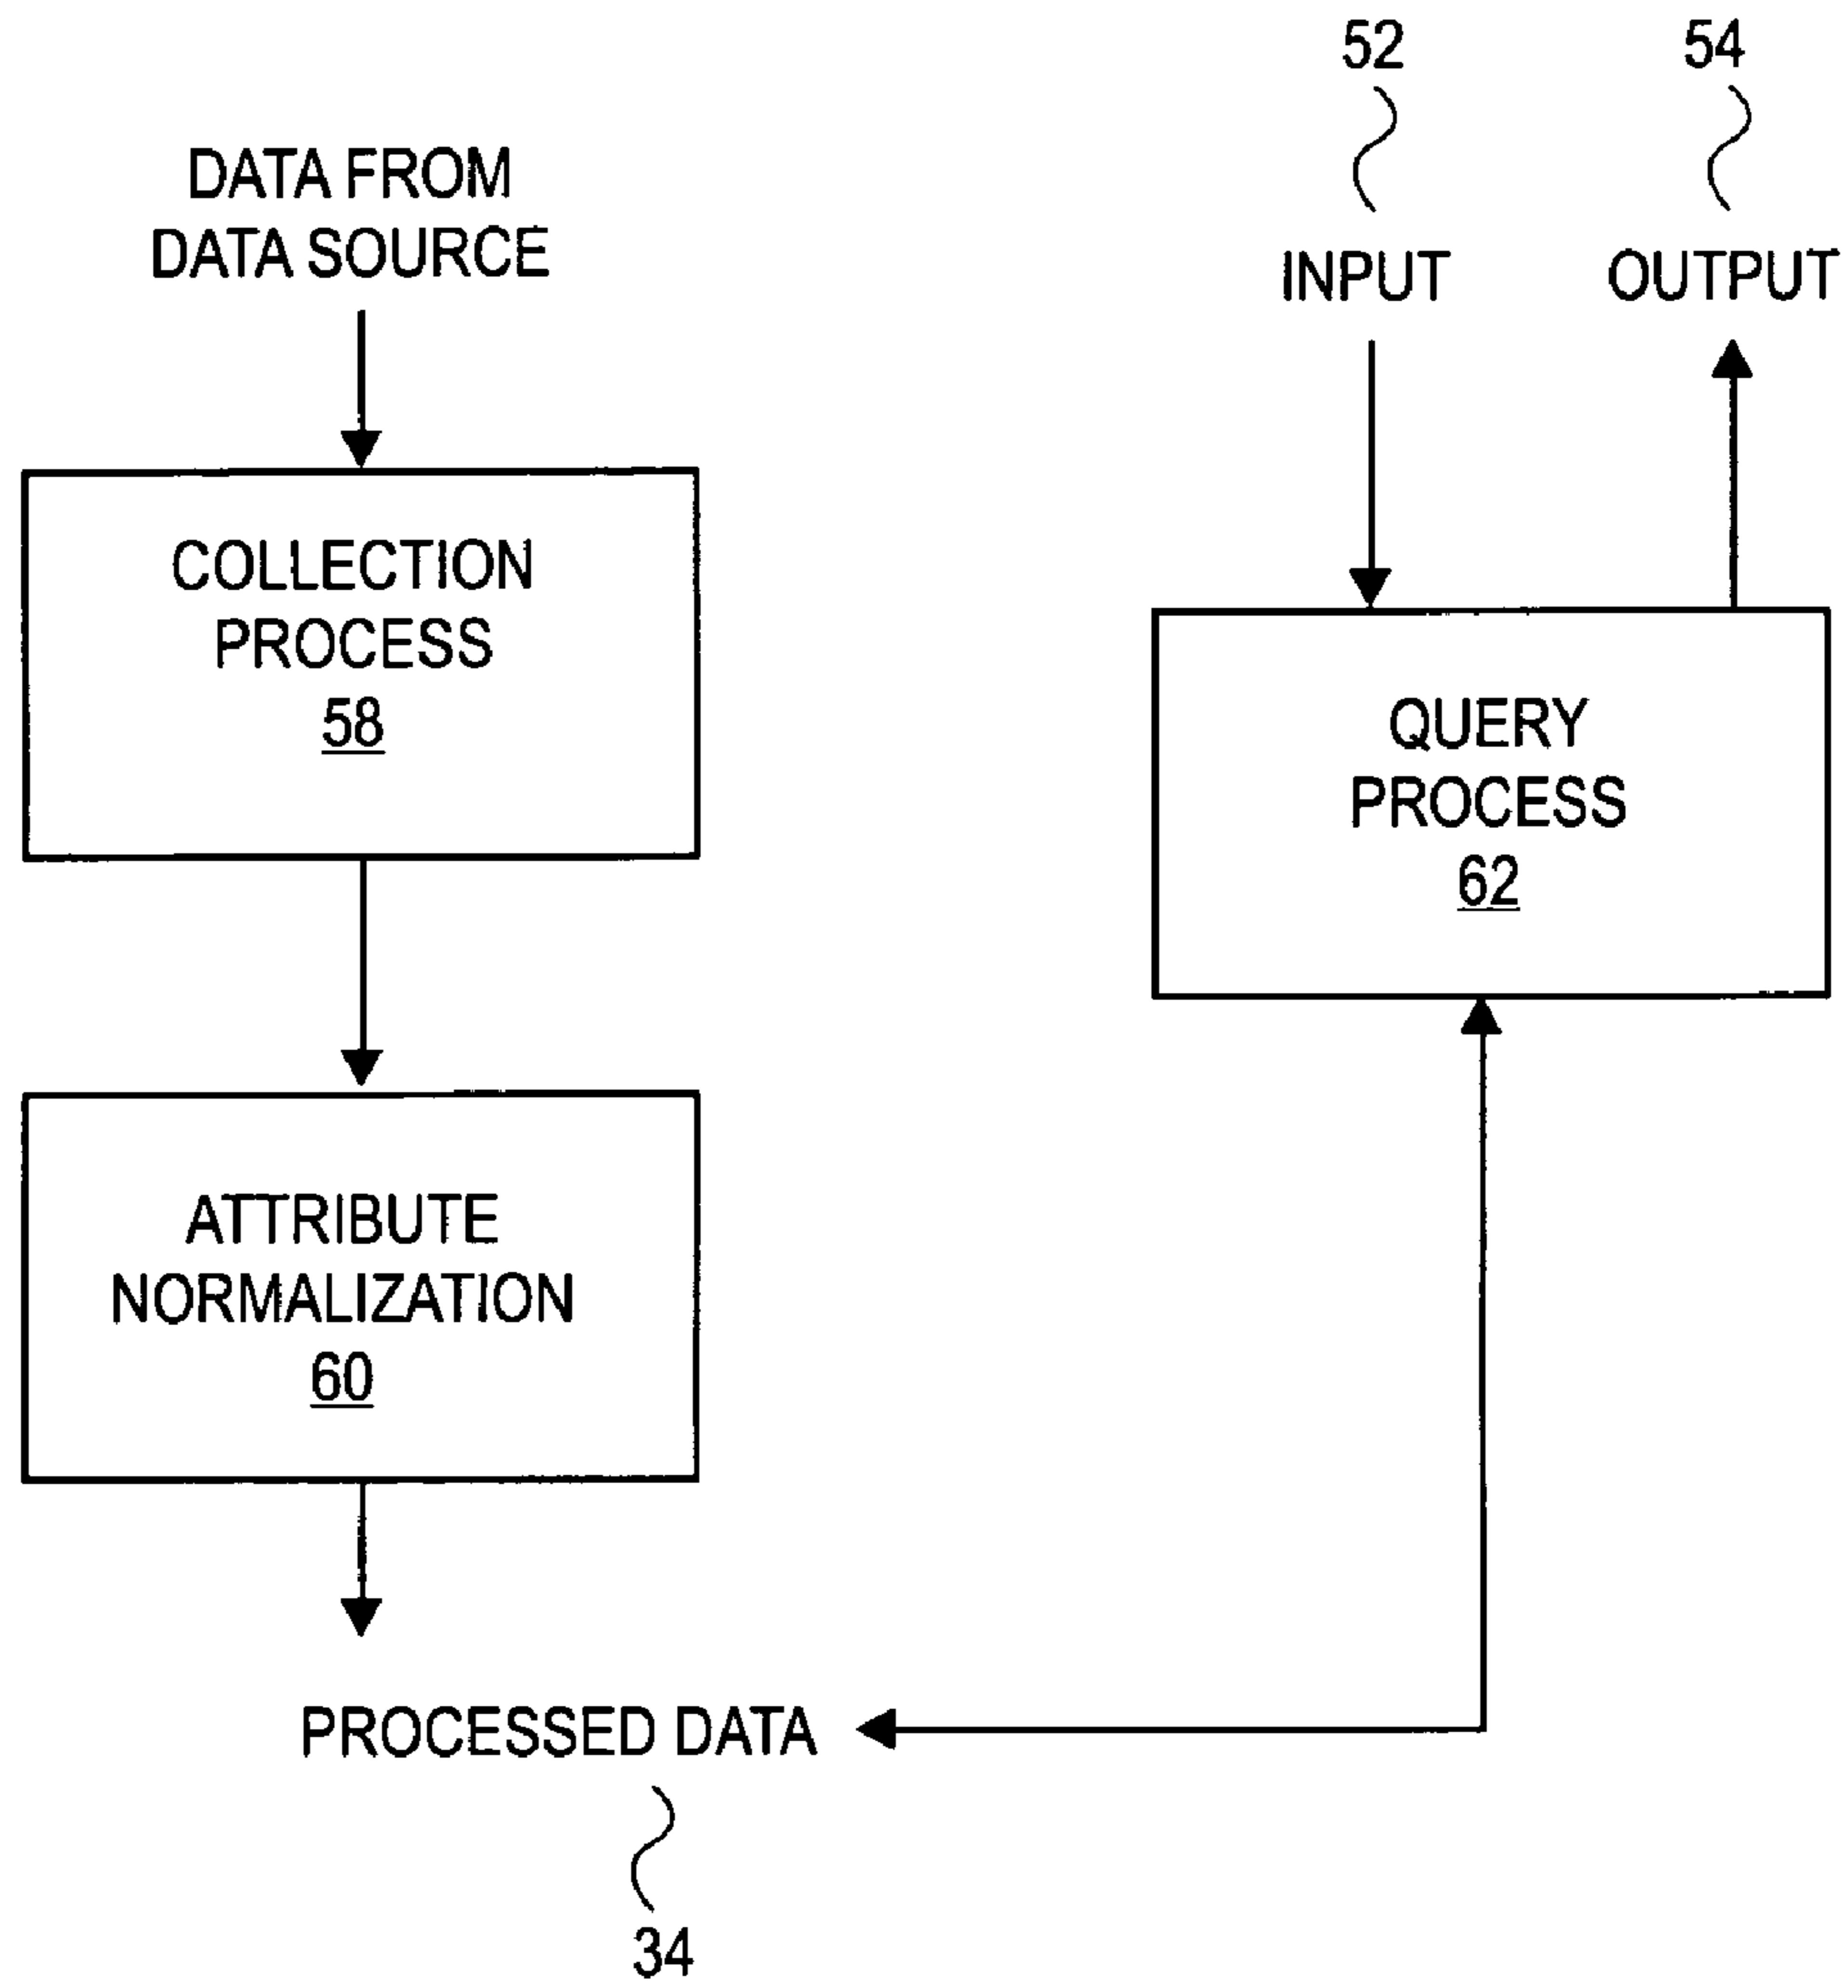 52
54
DATA FROM
DATA SOURCE
INPUT
OUTPUT
COLLECTION
PROCESS
58
QUERY
PROCESS
62
ATTRIBUTE
NORMALIZATION
60
PROCESSED DATA
34